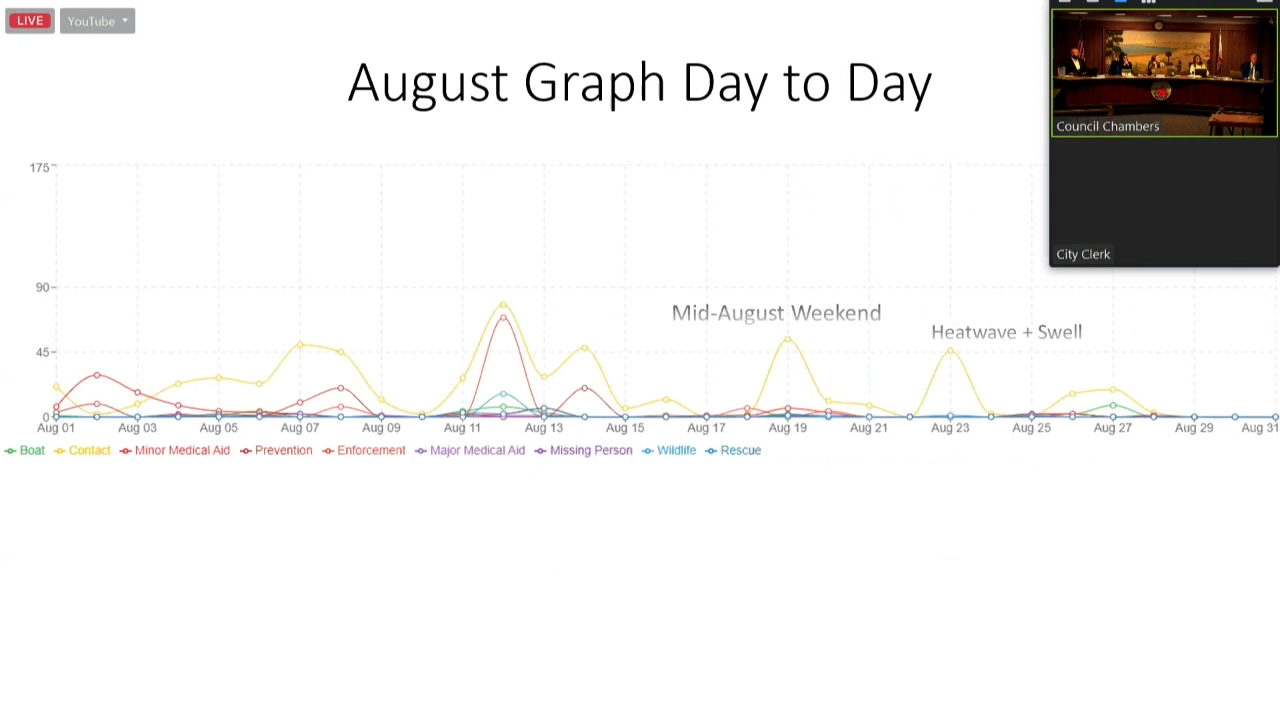 LIVE
YouTube
August Graph Day to Day
Council Chambers
City Clerk
175
90
45
0
Mid-August Weekend
Heatwave + Swell
Aug 01 Aug 03 Aug 05 Aug 07 Aug 09 Aug 11 Aug 13 Aug 15 Aug 17 Aug 19 Aug 21 Aug 23 Aug 25 Aug 27 Aug 29 Aug 31
Boat Contact Minor Medical Aid Prevention Enforcement Major Medical Aid Missing Person Wildlife Rescue